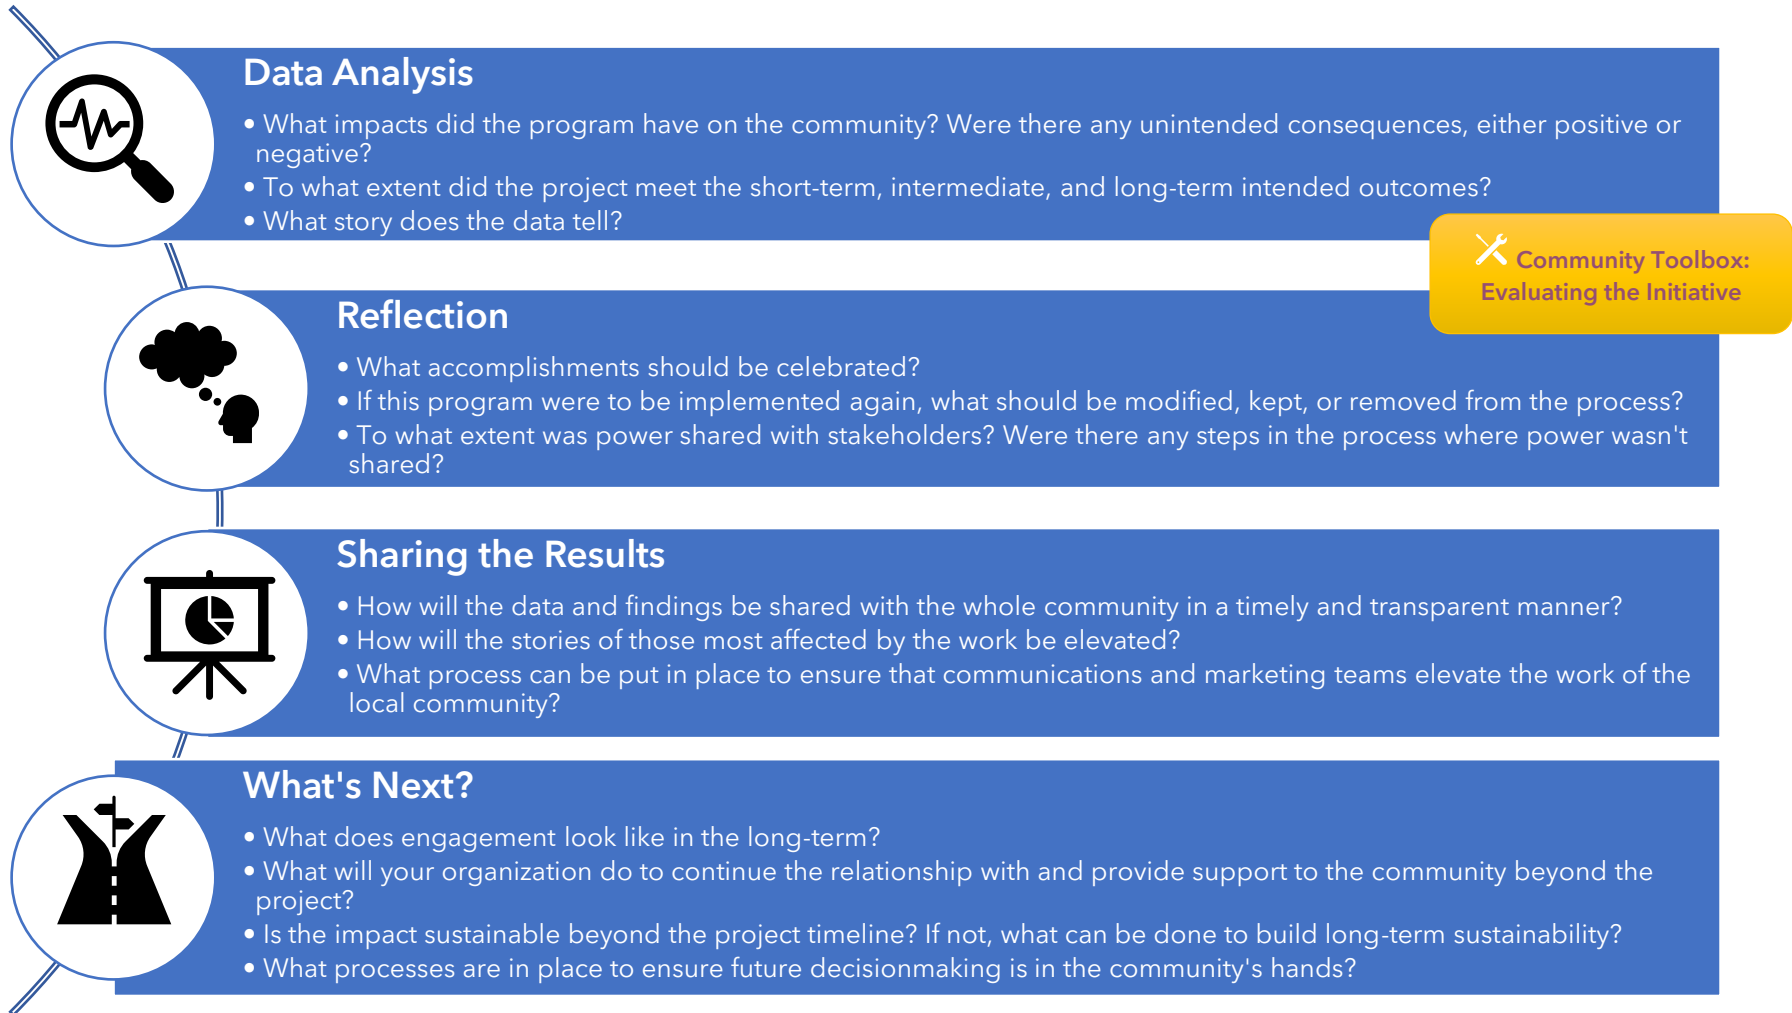 Data Analysis
• What impacts did the program have on the community? Were there any unintended consequences, either positive or
negative?
• To what extent did the project meet the short-term, intermediate, and long-term intended outcomes?
• What story does the data tell?
Community Toolbox:
Evaluating the Initiative
Reflection
• What accomplishments should be celebrated?
• If this program were to be implemented again, what should be modified, kept, or removed from the process?
• To what extent was power shared with stakeholders? Were there any steps in the process where power wasn't
shared?
Sharing the Results
• How will the data and findings be shared with the whole community in a timely and transparent manner?
• How will the stories of those most affected by the work be elevated?
• What process can be put in place to ensure that communications and marketing teams elevate the work of the
local community?
What's Next?
• What does engagement look like in the long-term?
• What will your organization do to continue the relationship with and provide support to the community beyond the
project?
• Is the impact sustainable beyond the project timeline? If not, what can be done to build long-term sustainability?
• What processes are in place to ensure future decisionmaking is in the community's hands?